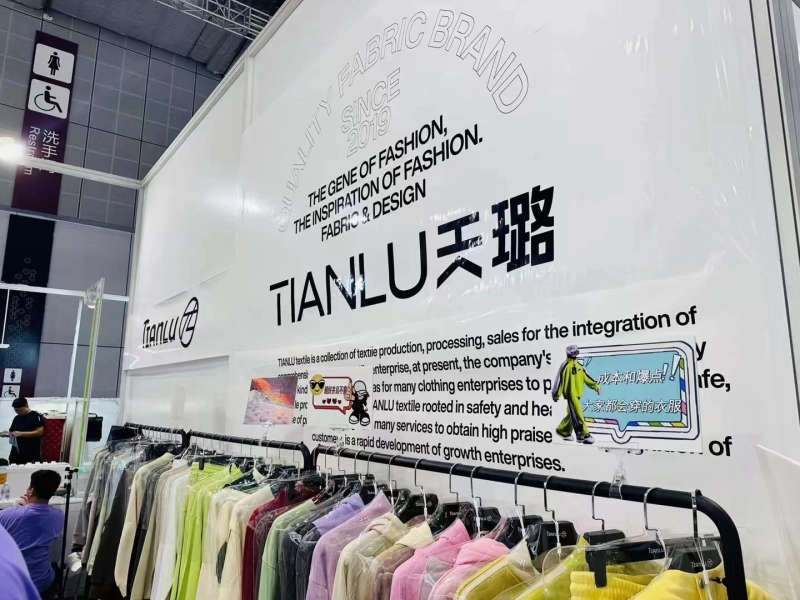 QUALITY FABRIC BRAND
SINCE
2019
THE GENE OF FASHION,
THE INSPIRATION OF FASHION.
FABRIC & DESIGN
TIANLU天璐
TIANLU
洗手
Restroom
TIANLU textile is a collection of textile production, processing, sales for the integration of
enterprise, at present, the company's
as for many clothing enterprises to
TIANLU textile rooted in safety and
many services to obtain high praise
of
customer is a rapid development of growth enterprises.
成本和爆点!!
大家都会穿的衣服
TIANLU